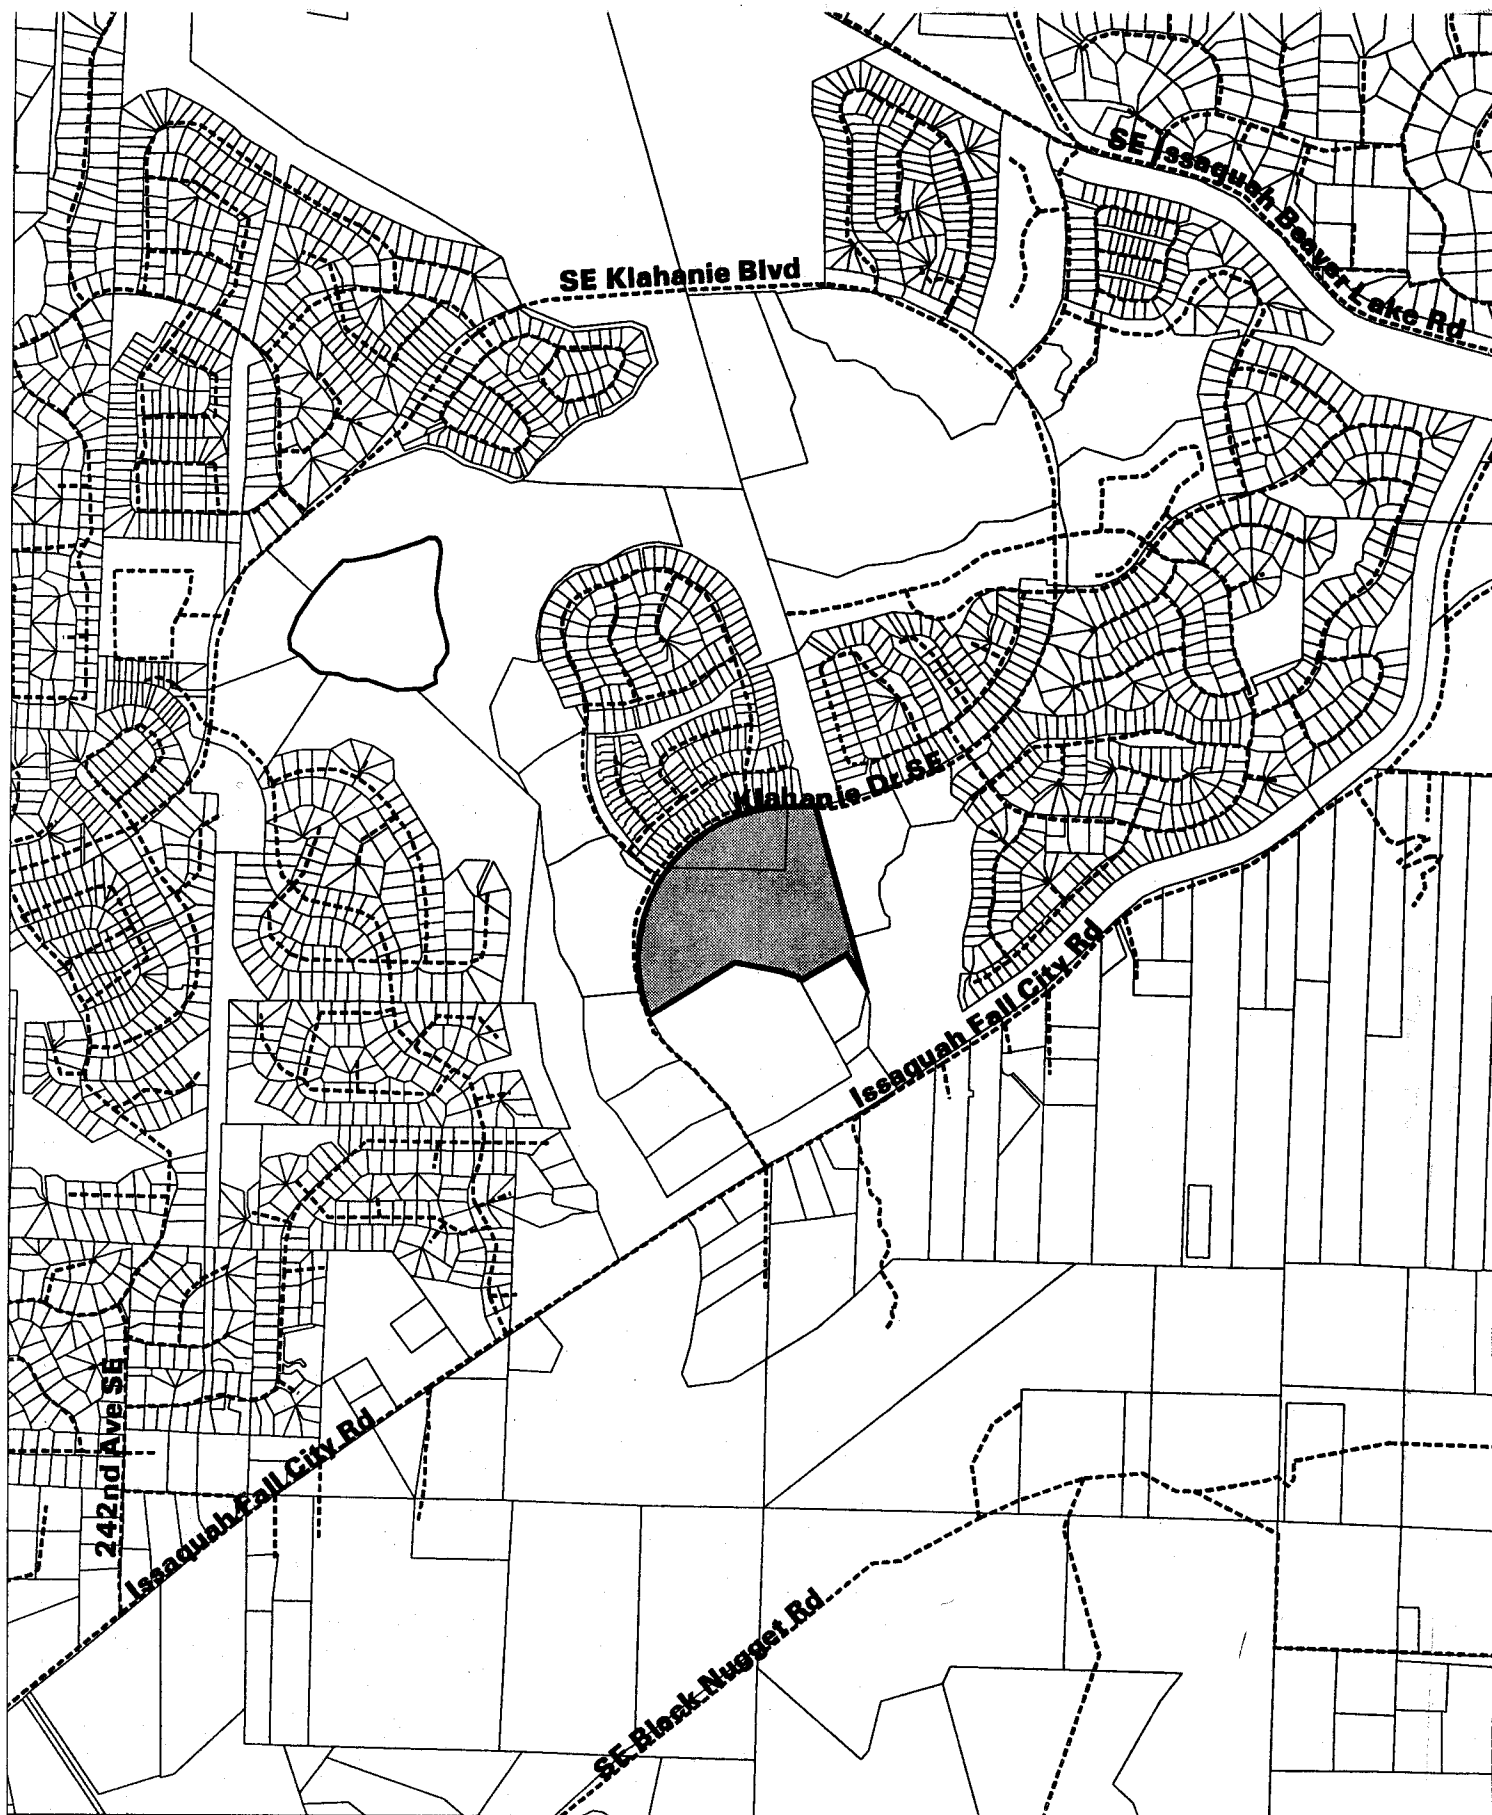 SE Issaquah Beaver Lake Rd
SE Klahanie Blvd
Klahanie Dr SE
Issaquah Fall City Rd
242nd Ave SE
Issaquah Fall City Rd
SE Black Nugget Rd